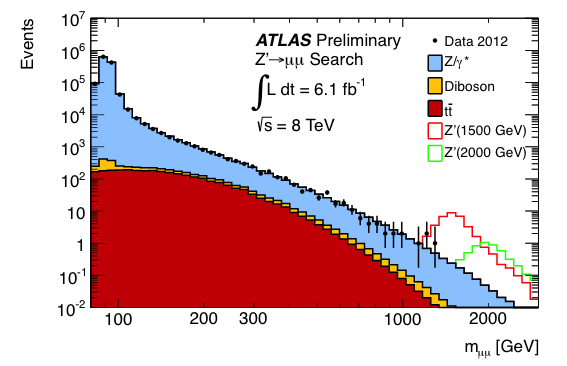 Events
10⁷
10⁶
10⁵
10⁴
10³
10²
10
1
10⁻¹
10⁻²
ATLAS Preliminary
Z'→μμ Search
∫L dt = 6.1 fb⁻¹
√s = 8 TeV
Data 2012
Z/γ*
Diboson
tt̄
Z'(1500 GeV)
Z'(2000 GeV)
100 200 300 1000 2000
m_μμ [GeV]